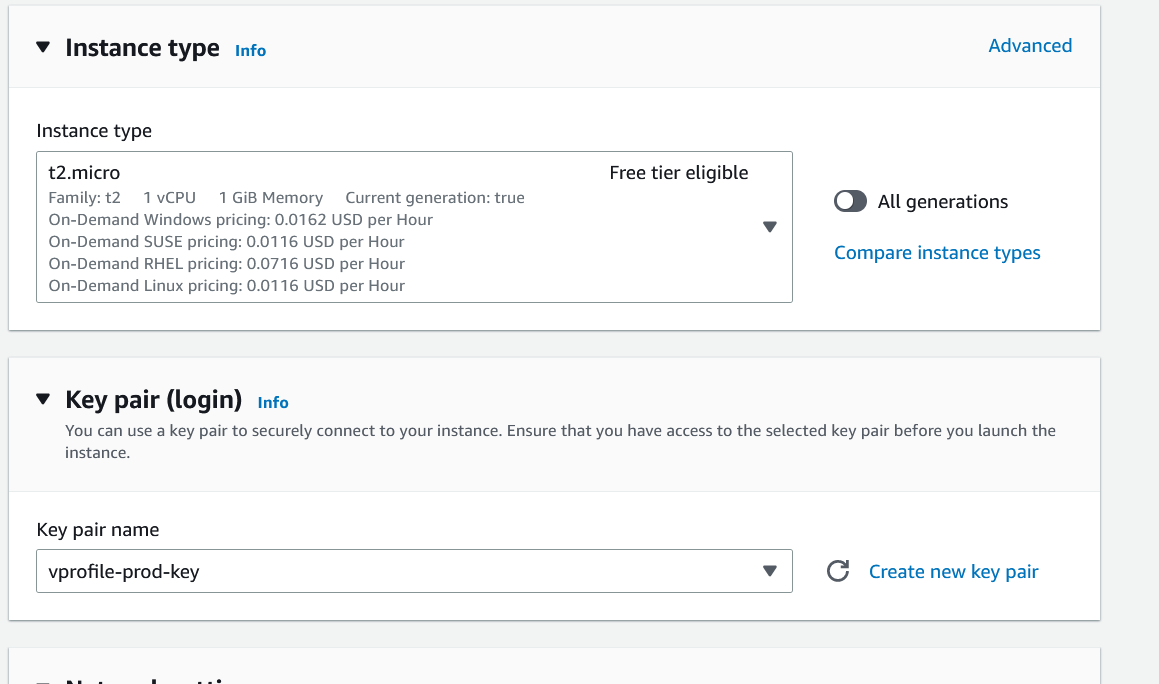 Instance type Info
Advanced
Instance type
t2.micro
Free tier eligible
Family: t2 1 vCPU 1 GiB Memory Current generation: true
On-Demand Windows pricing: 0.0162 USD per Hour
On-Demand SUSE pricing: 0.0116 USD per Hour
On-Demand RHEL pricing: 0.0716 USD per Hour
On-Demand Linux pricing: 0.0116 USD per Hour
All generations
Compare instance types
Key pair (login) Info
You can use a key pair to securely connect to your instance. Ensure that you have access to the selected key pair before you launch the
instance.
Key pair name
vprofile-prod-key
Create new key pair